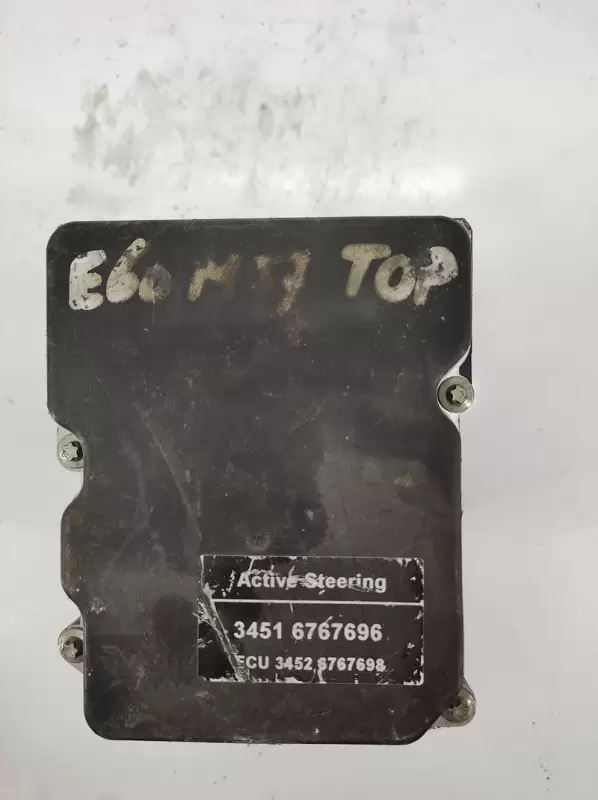 E60 M57 TOP
Active Steering
3451 6767696
ECU 3452 6767698